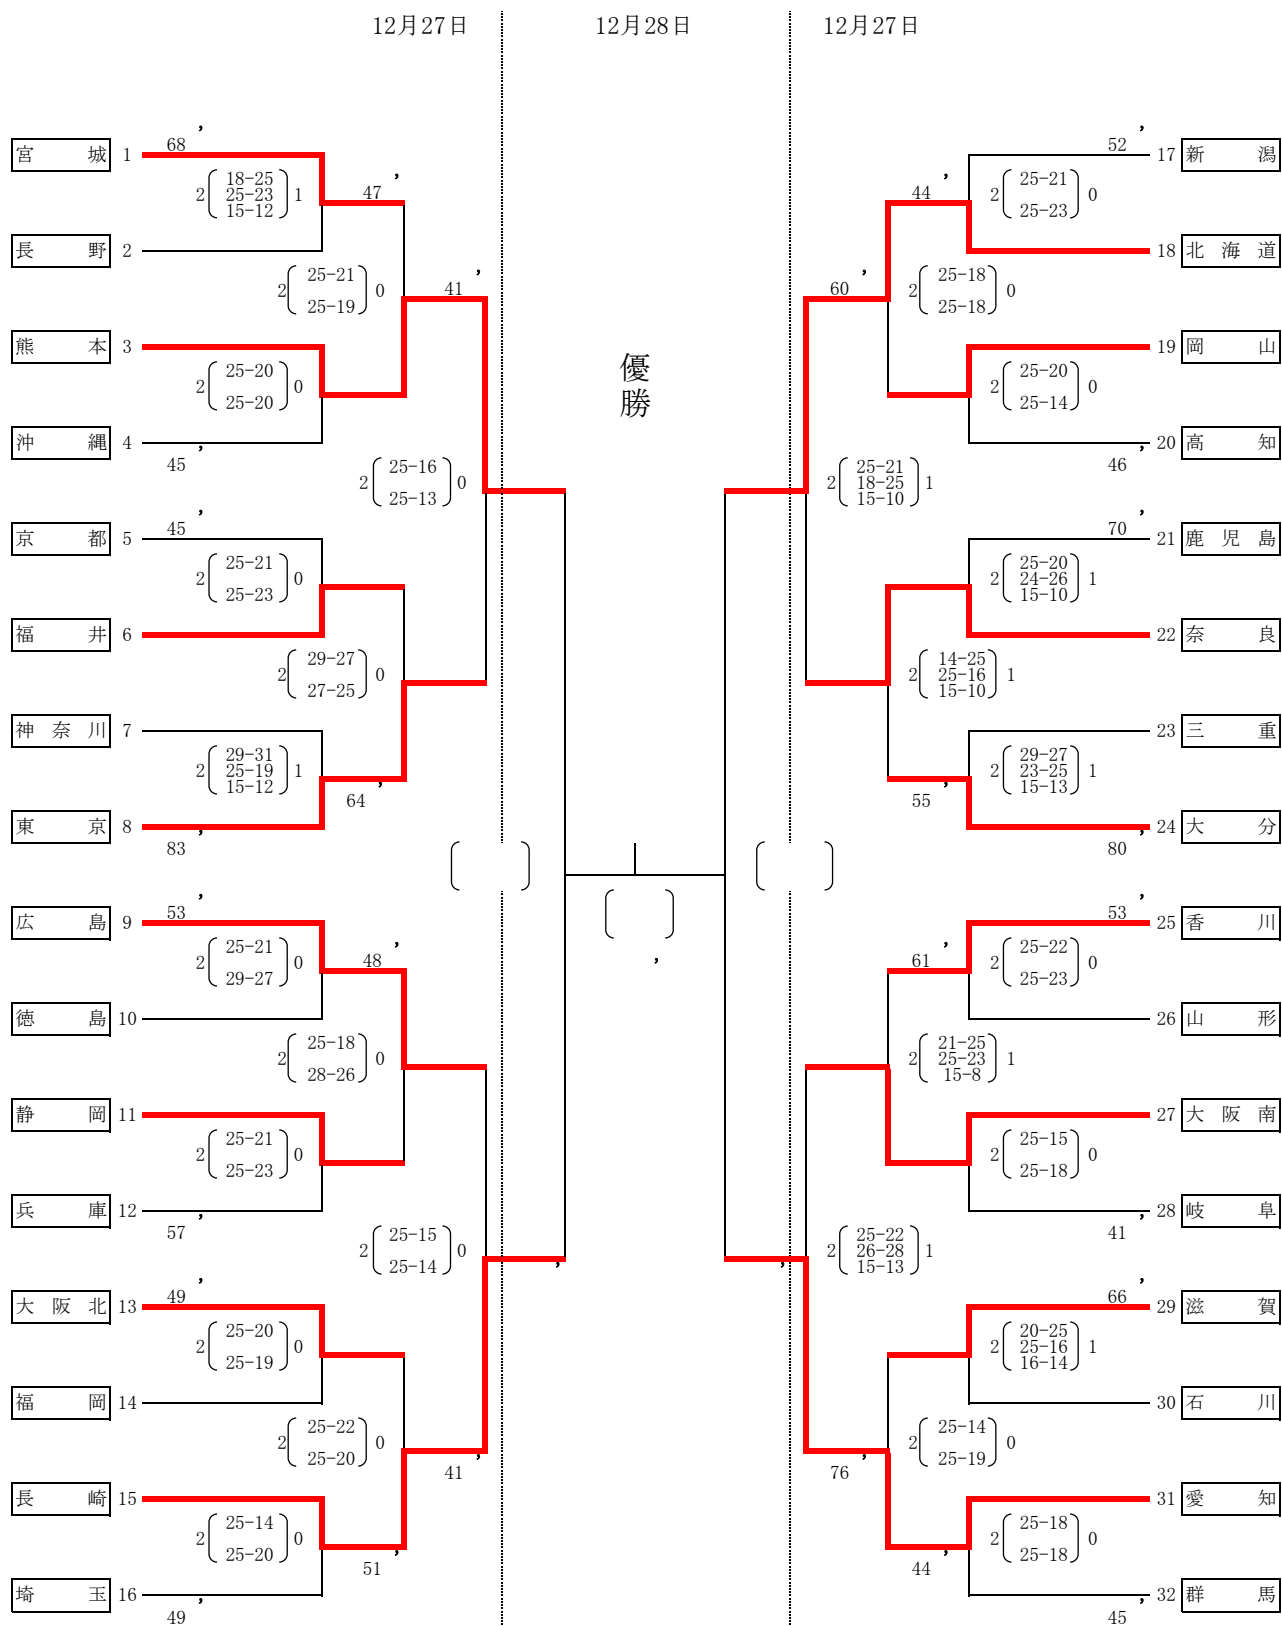 12月27日 12月28日 12月27日
宮城 1 68 ’
2 18-25 25-23 15-12 1
長野 2
47 ’
2 25-21 25-19 0
熊本 3
2 25-20 25-20 0
沖縄 4
45 ’
41 ’
2 25-16 25-13 0
京都 5 45 ’
2 25-21 25-23 0
福井 6
2 29-27 27-25 0
神奈川 7
2 29-31 25-19 15-12 1
64 ’
東京 8
83 ’
広島 9 53 ’
2 25-21 29-27 0
徳島 10
48 ’
2 25-18 28-26 0
静岡 11
2 25-21 25-23 0
兵庫 12
57 ’
2 25-15 25-14 0
’
大阪北 13 49 ’
2 25-20 25-19 0
福岡 14
2 25-22 25-20 0
41 ’
長崎 15
2 25-14 25-20 0
51 ’
埼玉 16
49 ’
優勝
’
52 ’ 17 新潟
2 25-21 25-23 0
18 北海道
44 ’
2 25-18 25-18 0
60 ’
19 岡山
2 25-20 25-14 0
20 高知
46 ’
2 25-21 18-25 15-10 1
70 ’ 21 鹿児島
2 25-20 24-26 15-10 1
22 奈良
2 14-25 25-16 15-10 1
23 三重
2 29-27 23-25 15-13 1
55 ’
24 大分
80 ’
53 ’ 25 香川
2 25-22 25-23 0
26 山形
61 ’
2 21-25 25-23 15-8 1
27 大阪南
2 25-15 25-18 0
28 岐阜
41 ’
2 25-22 26-28 15-13 1
’
66 ’ 29 滋賀
2 20-25 25-16 16-14 1
30 石川
2 25-14 25-19 0
76 ’
31 愛知
2 25-18 25-18 0
44 ’
32 群馬
45 ’